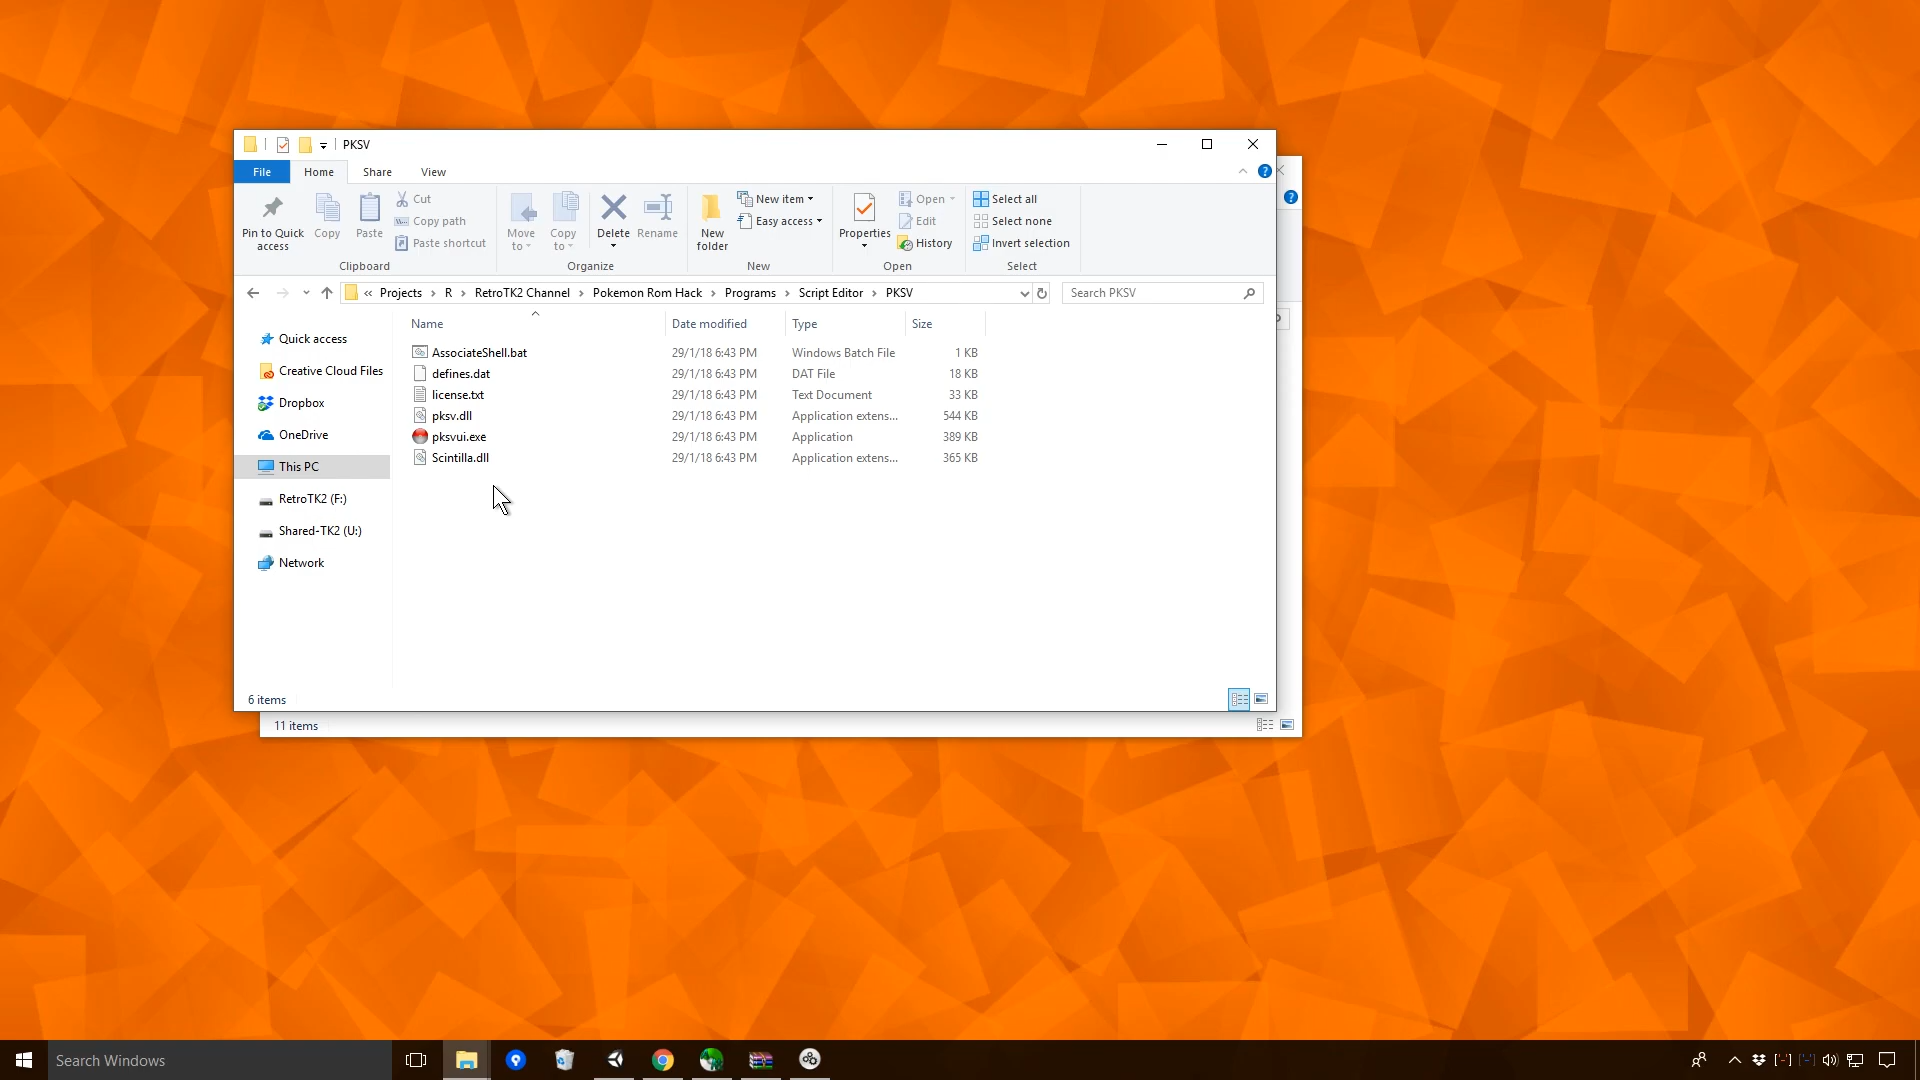 PKSV
File Home Share View
Pin to Quick access
Copy
Paste
Cut
Copy path
Paste shortcut
Clipboard
Move to
Copy to
Delete
Rename
Organize
New folder
New item
Easy access
New
Properties
Open
Edit
History
Open
Select all
Select none
Invert selection
Select
« Projects > R > RetroTK2 Channel > Pokemon Rom Hack > Programs > Script Editor > PKSV
Search PKSV
Quick access
Creative Cloud Files
Dropbox
OneDrive
This PC
RetroTK2 (F:)
Shared-TK2 (U:)
Network
Name Date modified Type Size
AssociateShell.bat 29/1/18 6:43 PM Windows Batch File 1 KB
defines.dat 29/1/18 6:43 PM DAT File 18 KB
license.txt 29/1/18 6:43 PM Text Document 33 KB
pksv.dll 29/1/18 6:43 PM Application extens... 544 KB
pksvui.exe 29/1/18 6:43 PM Application 389 KB
Scintilla.dll 29/1/18 6:43 PM Application extens... 365 KB
6 items
11 items
Search Windows